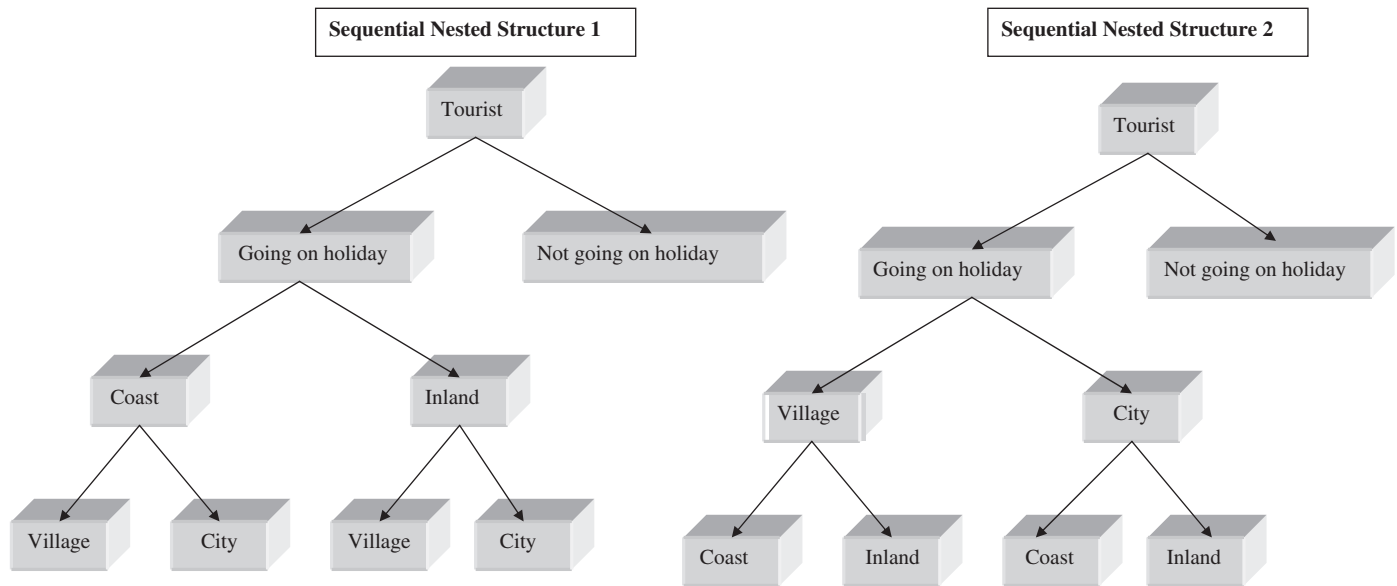 Sequential Nested Structure 1
Tourist
Going on holiday
Not going on holiday
Coast
Inland
Village
City
Village
City
Sequential Nested Structure 2
Tourist
Going on holiday
Not going on holiday
Village
City
Coast
Inland
Coast
Inland